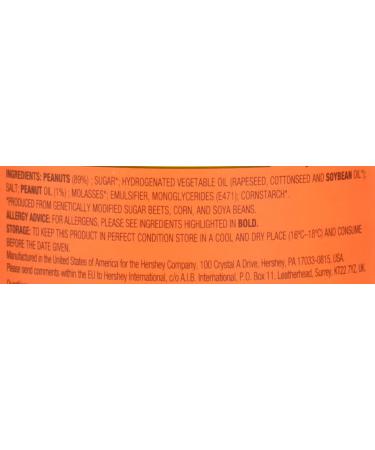 INGREDIENTS: PEANUTS (89%) ; SUGAR*; HYDROGENATED VEGETABLE OIL (RAPESEED, COTTONSEED AND SOYBEAN OIL*);
SALT; PEANUT OIL (1%) ; MOLASSES*; EMULSIFIER, MONOGLYCERIDES (E471); CORNSTARCH*.
*PRODUCED FROM GENETICALLY MODIFIED SUGAR BEETS, CORN, AND SOYA BEANS.
ALLERGY ADVICE: FOR ALLERGENS, PLEASE SEE INGREDIENTS HIGHLIGHTED IN BOLD.
STORAGE: TO KEEP THIS PRODUCT IN PERFECT CONDITION STORE IN A COOL AND DRY PLACE (16ºC–18ºC) AND CONSUME
BEFORE THE DATE GIVEN.
Manufactured in the United States of America for the Hershey Company, 100 Crystal A Drive, Hershey, PA 17033-0815, USA.
Please send comments within the EU to Hershey International, c/o A.I.B. International, P.O. Box 11, Leatherhead, Surrey, KT22 7YZ, UK.